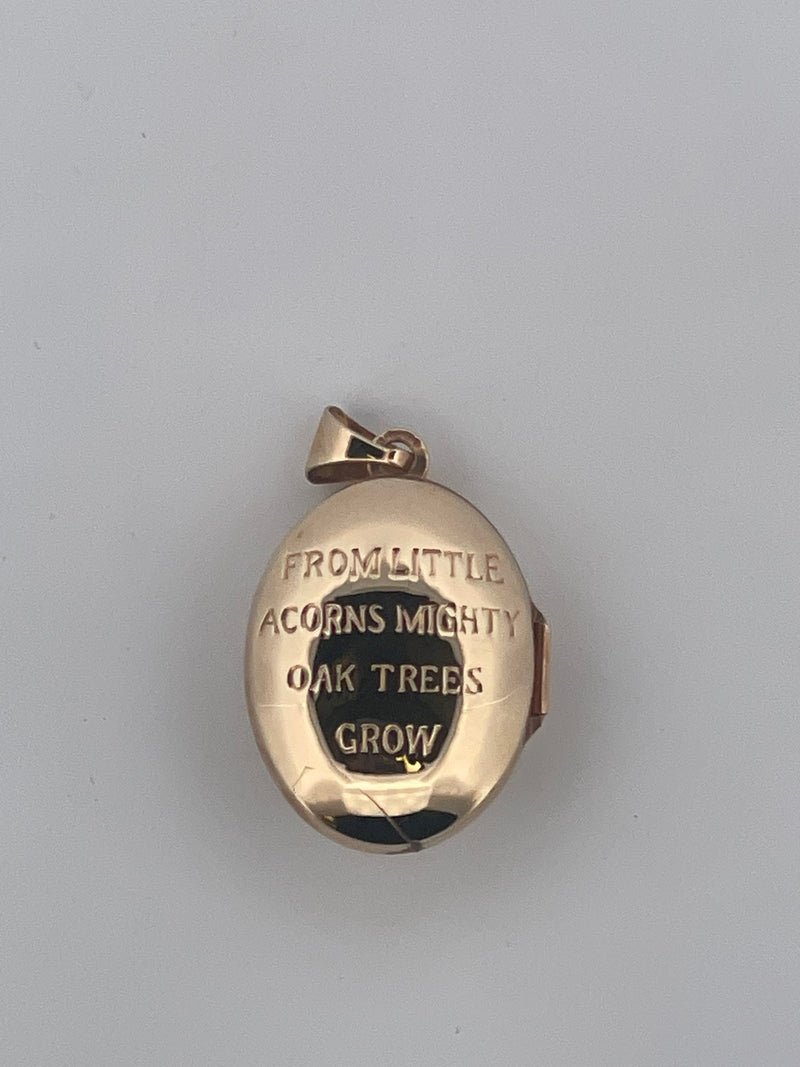 FROM LITTLE
ACORNS MIGHTY
OAK TREES
GROW